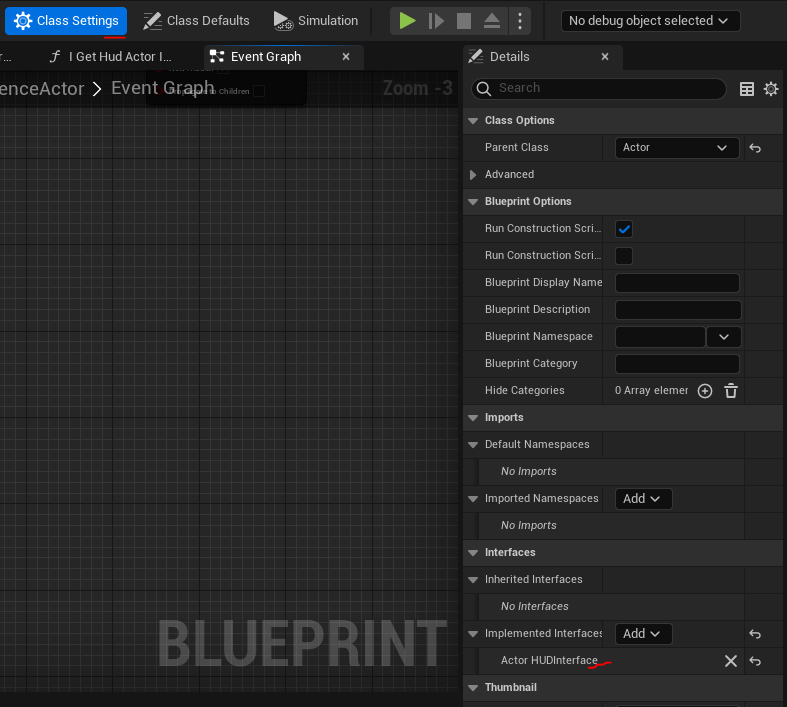 Class Settings
Class Defaults
Simulation
No debug object selected
I Get Hud Actor I...
Event Graph
Details
enceActor > Event Graph
Zoom -3
Search
Class Options
Parent Class
Actor
Advanced
Blueprint Options
Run Construction Scri...
Run Construction Scri...
Blueprint Display Name
Blueprint Description
Blueprint Namespace
Blueprint Category
Hide Categories
0 Array elemer
Imports
Default Namespaces
No Imports
Imported Namespaces
Add
No Imports
Interfaces
Inherited Interfaces
No Interfaces
Implemented Interfaces
Add
Actor HUDInterface
Thumbnail
BLUEPRINT